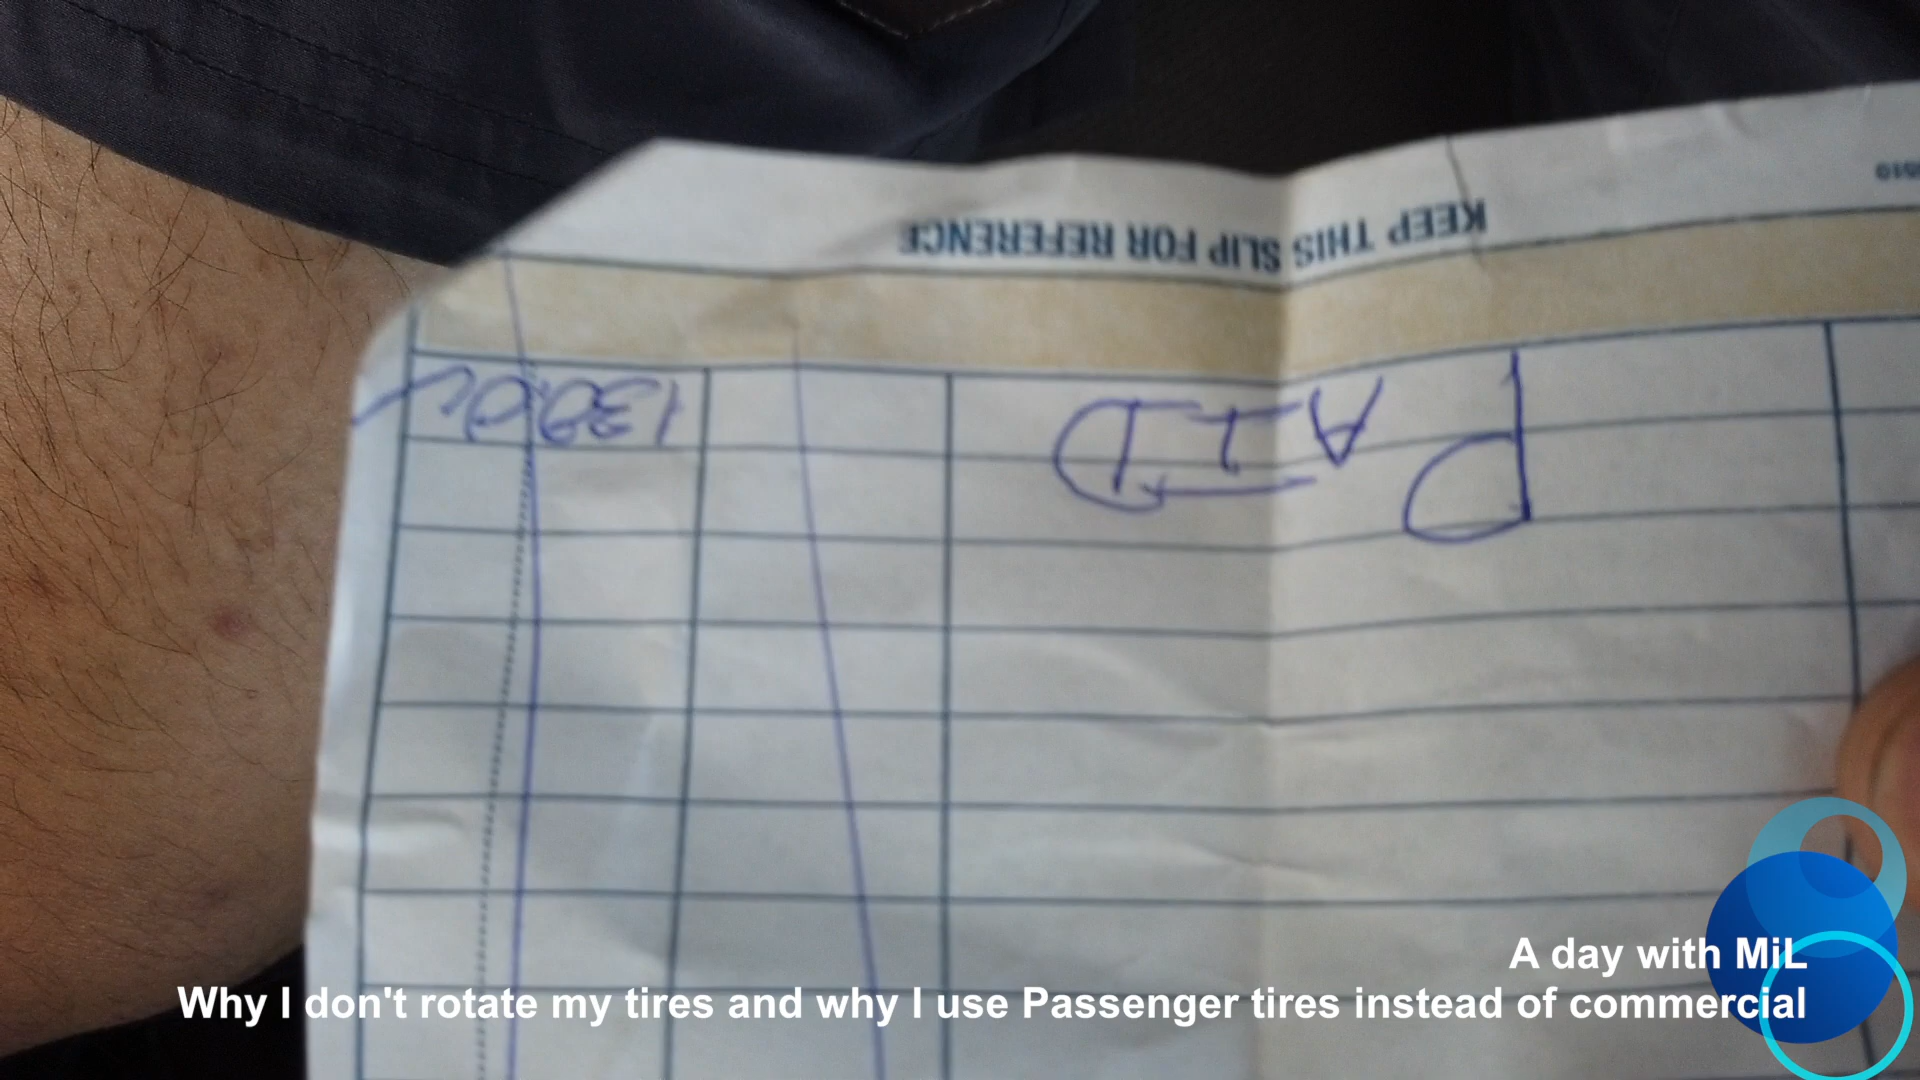 KEEP THIS SLIP FOR REFERENCE
PAID
A day with MiL
Why I don't rotate my tires and why I use Passenger tires instead of commercial